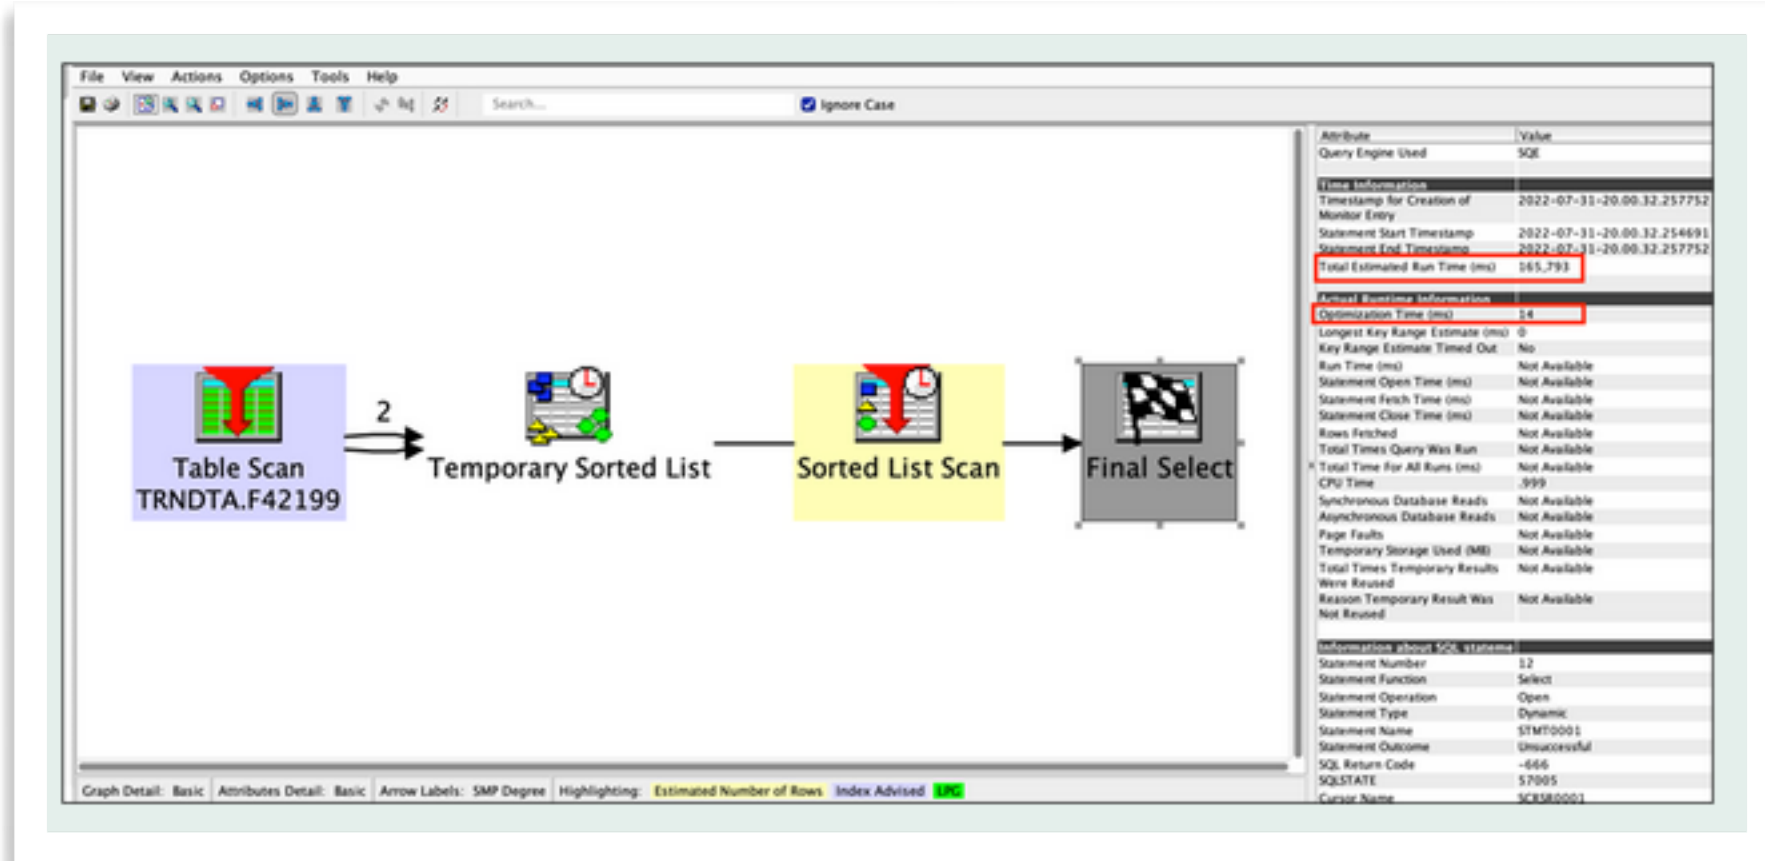 File View Actions Options Tools Help
Search... Ignore Case
Table Scan
TRNDTA.F42199
2
Temporary Sorted List
Sorted List Scan
Final Select
Attribute Value
Query Engine Used SQE
Time Information
Timestamp for Creation of 2022-07-31-20.00.32.257752
Monitor Entry
Statement Start Timestamp 2022-07-31-20.00.32.254691
Statement End Timestamp 2022-07-31-20.00.32.257752
Total Estimated Run Time (ms) 165,793
Actual Runtime Information
Optimization Time (ms) 14
Longest Key Range Estimate (ms) 0
Key Range Estimate Timed Out No
Run Time (ms) Not Available
Statement Open Time (ms) Not Available
Statement Fetch Time (ms) Not Available
Statement Close Time (ms) Not Available
Rows Fetched Not Available
Total Times Query Was Run Not Available
Total Time For All Runs (ms) Not Available
CPU Time .999
Synchronous Database Reads Not Available
Asynchronous Database Reads Not Available
Page Faults Not Available
Temporary Storage Used (MB) Not Available
Total Times Temporary Results Not Available
Were Reused
Reason Temporary Result Was Not Available
Not Reused
Information about SQL stateme
Statement Number 12
Statement Function Select
Statement Operation Open
Statement Type Dynamic
Statement Name STMT0001
Statement Outcome Unsuccessful
SQL Return Code -666
SQLSTATE 57005
Cursor Name SCRSR0001
Graph Detail: Basic Attributes Detail: Basic Arrow Labels: SMP Degree Highlighting: Estimated Number of Rows Index Advised LPG